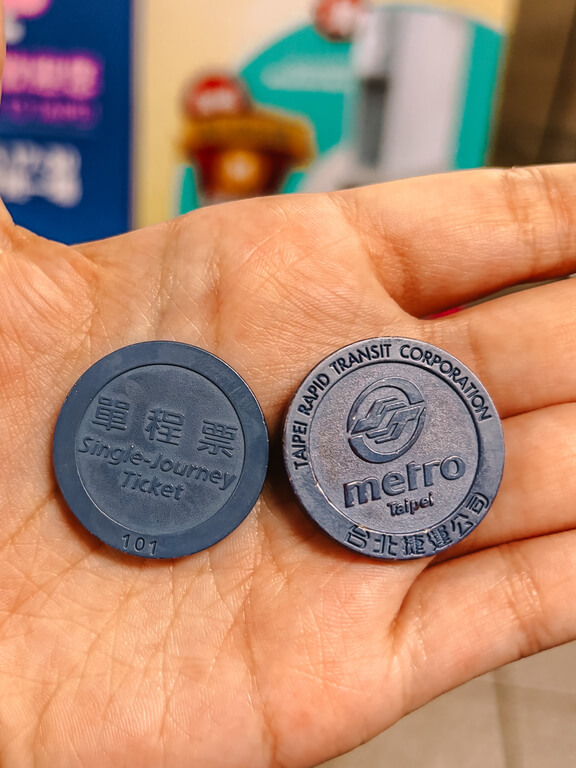 單程票
Single-Journey
Ticket
101
TAIPEI RAPID TRANSIT CORPORATION
metro
Taipei
台北捷運公司